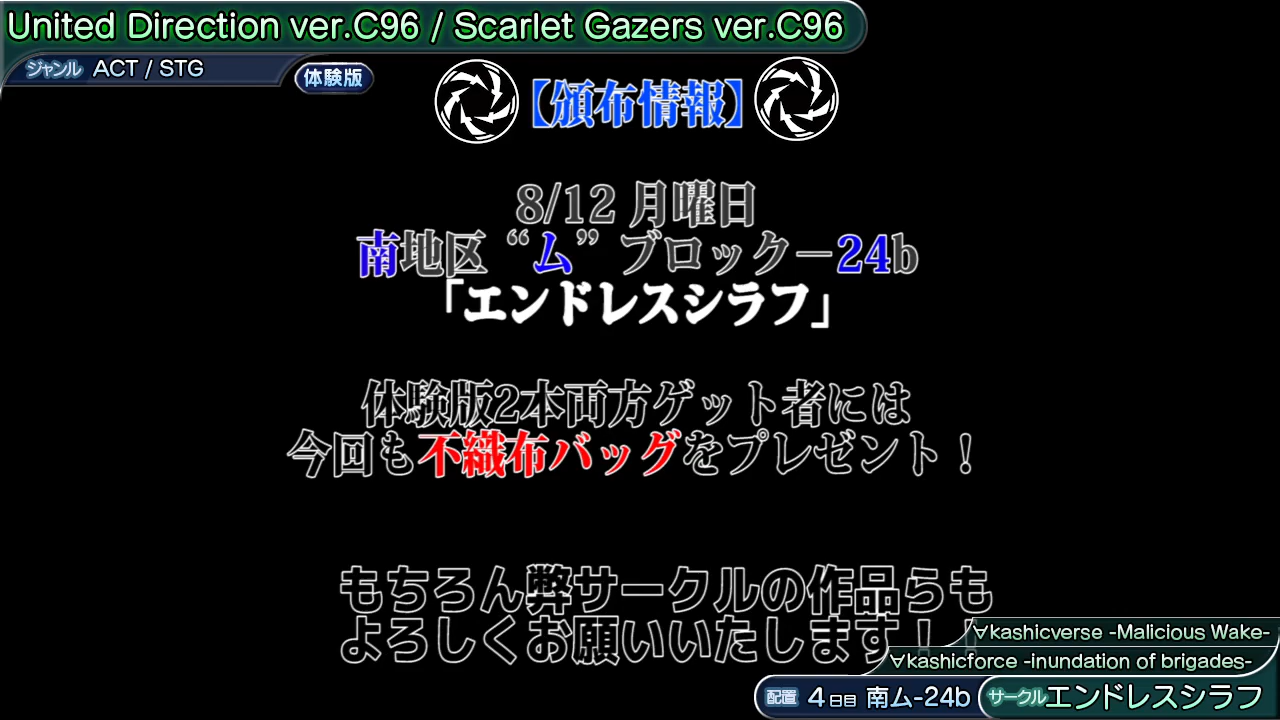 United Direction ver.C96 / Scarlet Gazers ver.C96
ジャンル ACT / STG
体験版
【頒布情報】
8/12 月曜日
南地区 “ム” ブロックー24b
「エンドレスシラフ」
体験版2本両方ゲット者には
今回も不織布バッグをプレゼント！
もちろん弊サークルの作品らも
よろしくお願いいたします！！
∀kashicverse -Malicious Wake-
∀kashicforce -inundation of brigades-
配置 4日目 南ム-24b
サークル エンドレスシラフ